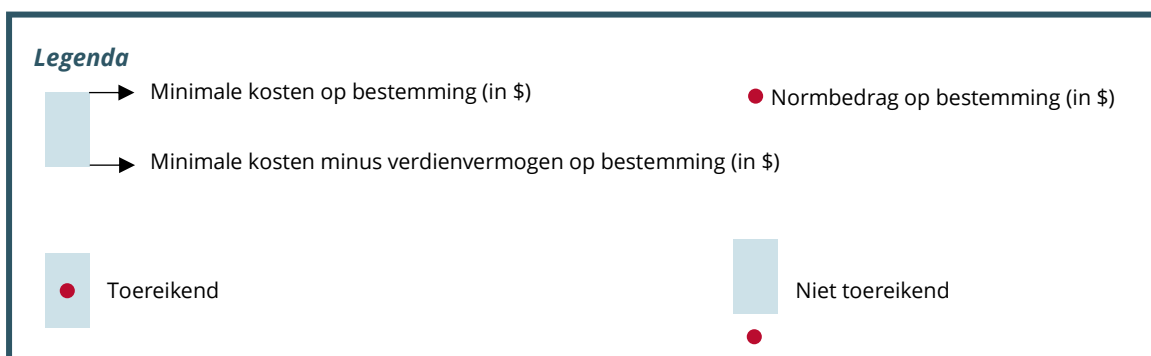 Legenda
Minimale kosten op bestemming (in $)
Normbedrag op bestemming (in $)
Minimale kosten minus verdienvermogen op bestemming (in $)
Toereikend
Niet toereikend